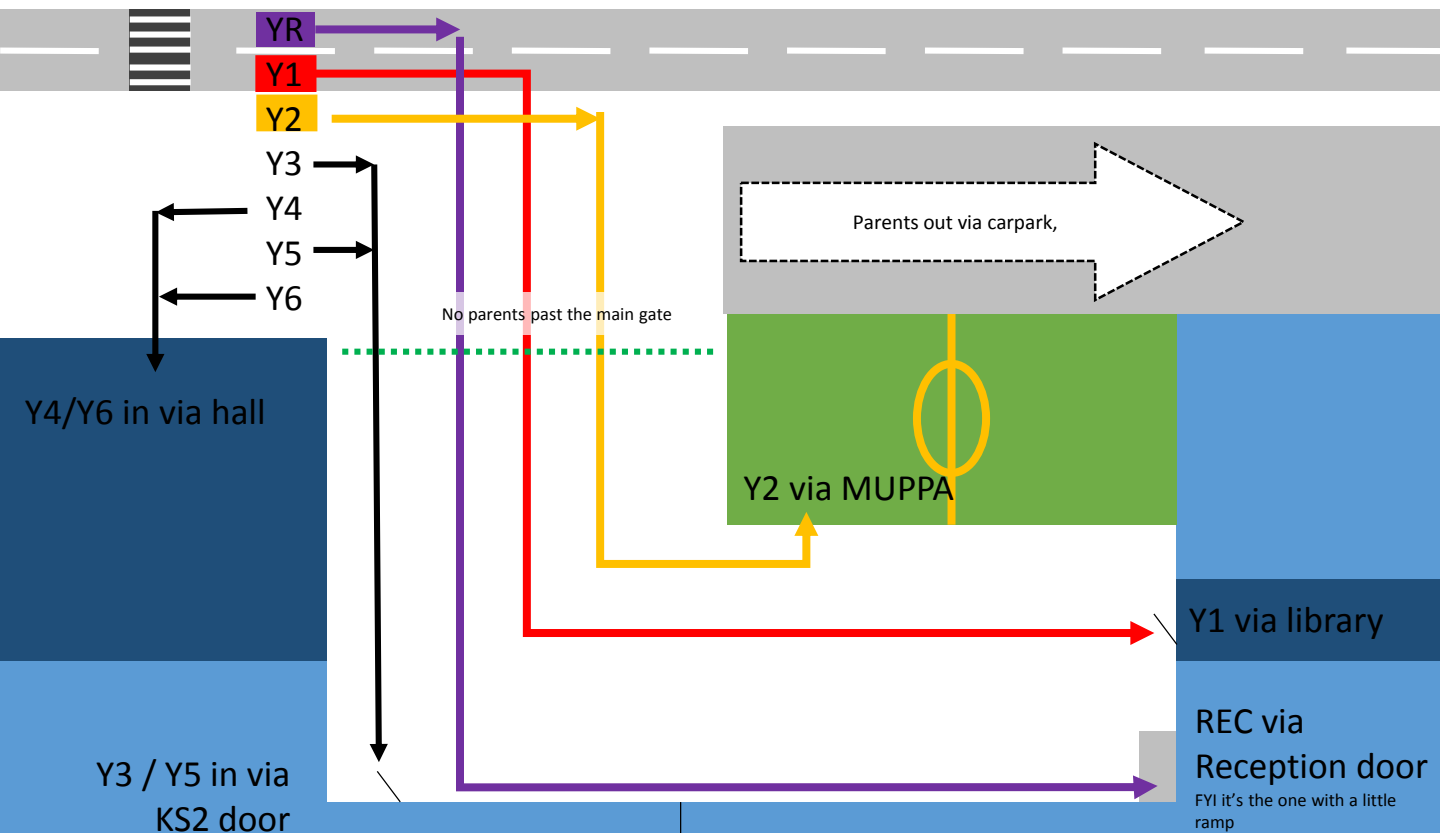 YR
Y1
Y2
Y3
Y4
Y5
Y6
Parents out via carpark,
No parents past the main gate
Y4/Y6 in via hall
Y2 via MUPPA
Y1 via library
REC via
Reception door
FYI it's the one with a little
ramp
Y3 / Y5 in via
KS2 door